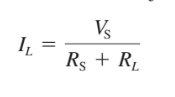 I_L = V_S / (R_S + R_L)